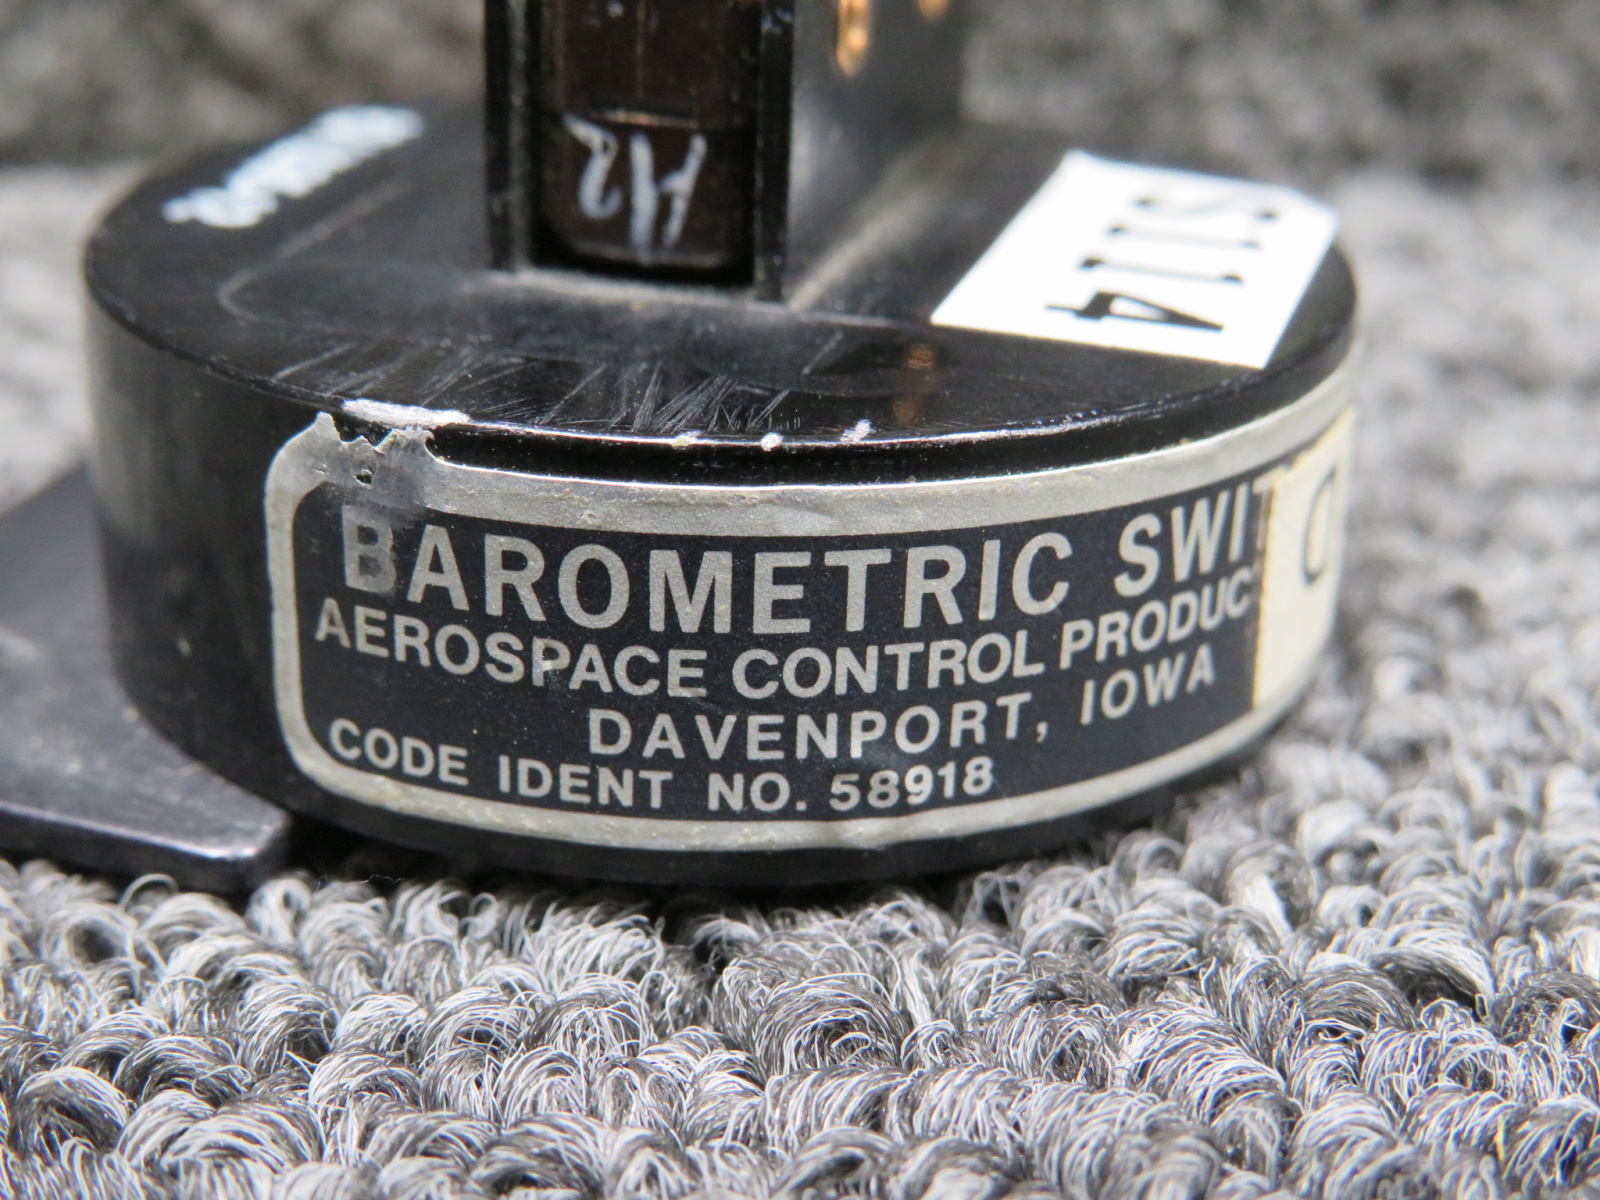 A2
S114
BAROMETRIC SWIT
AEROSPACE CONTROL PRODUC
DAVENPORT, IOWA
CODE IDENT NO. 58918
D